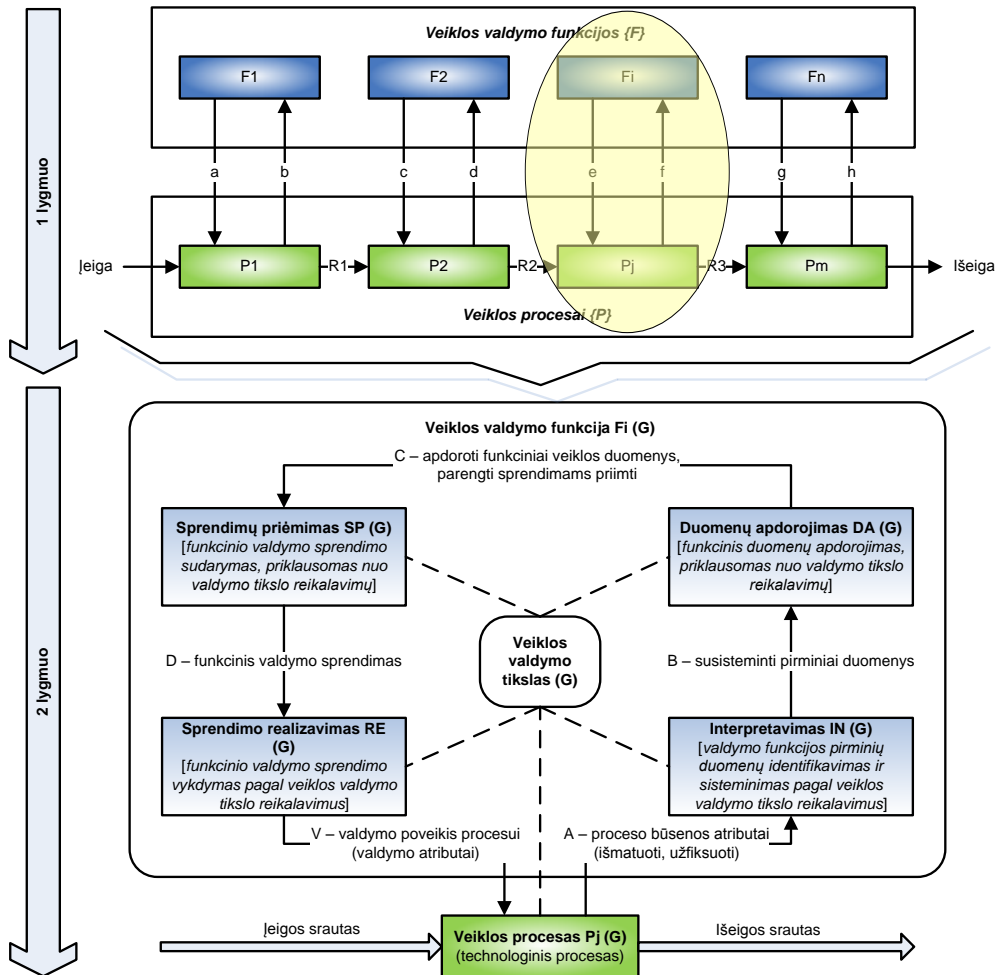 Veiklos valdymo funkcijos {F}
F1
F2
Fi
Fn
a
b
c
d
e
f
g
h
1 lygmuo
Įeiga
P1
R1
P2
R2
Pj
R3
Pm
Išeiga
Veiklos procesai {P}
2 lygmuo
Veiklos valdymo funkcija Fi (G)
C – apdoroti funkciniai veiklos duomenys,
parengti sprendimams priimti
Sprendimų priėmimas SP (G)
[funkcinio valdymo sprendimo
sudarymas, priklausomas nuo
valdymo tikslo reikalavimų]
Duomenų apdorojimas DA (G)
[funkcinis duomenų apdorojimas,
priklausomas nuo valdymo tikslo
reikalavimų]
Veiklos
valdymo
tikslas (G)
D – funkcinis valdymo sprendimas
B – susisteminti pirminiai duomenys
Sprendimo realizavimas RE
(G)
[funkcinio valdymo sprendimo
vykdymas pagal veiklos valdymo
tikslo reikalavimus]
Interpretavimas IN (G)
[valdymo funkcijos pirminių
duomenų identifikavimas ir
sisteminimas pagal veiklos
valdymo tikslo reikalavimus]
V – valdymo poveikis procesui
(valdymo atributai)
A – proceso būsenos atributai
(išmatuoti, užfiksuoti)
Įeigos srautas
Veiklos procesas Pj (G)
(technologinis procesas)
Išeigos srautas